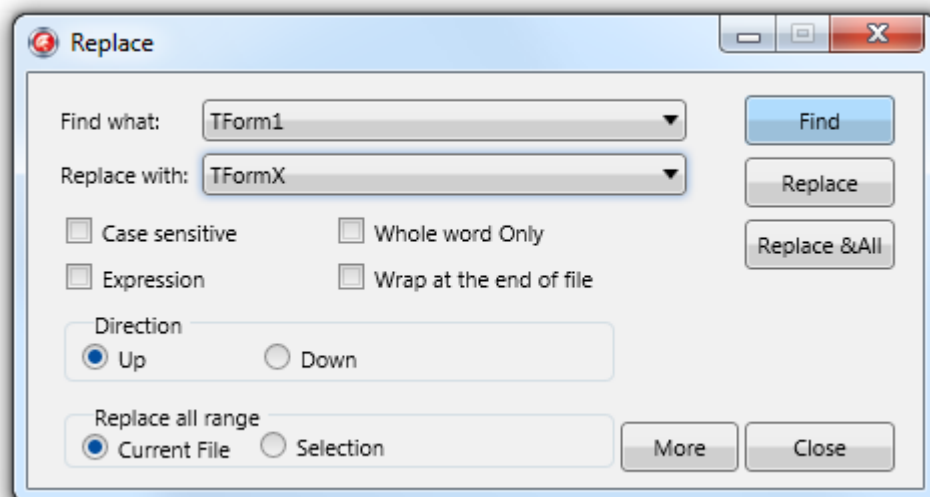 Replace
Find what: TForm1 Find
Replace with: TFormX Replace
Case sensitive Whole word Only Replace &All
Expression Wrap at the end of file
Direction
Up Down
Replace all range
Current File Selection More Close